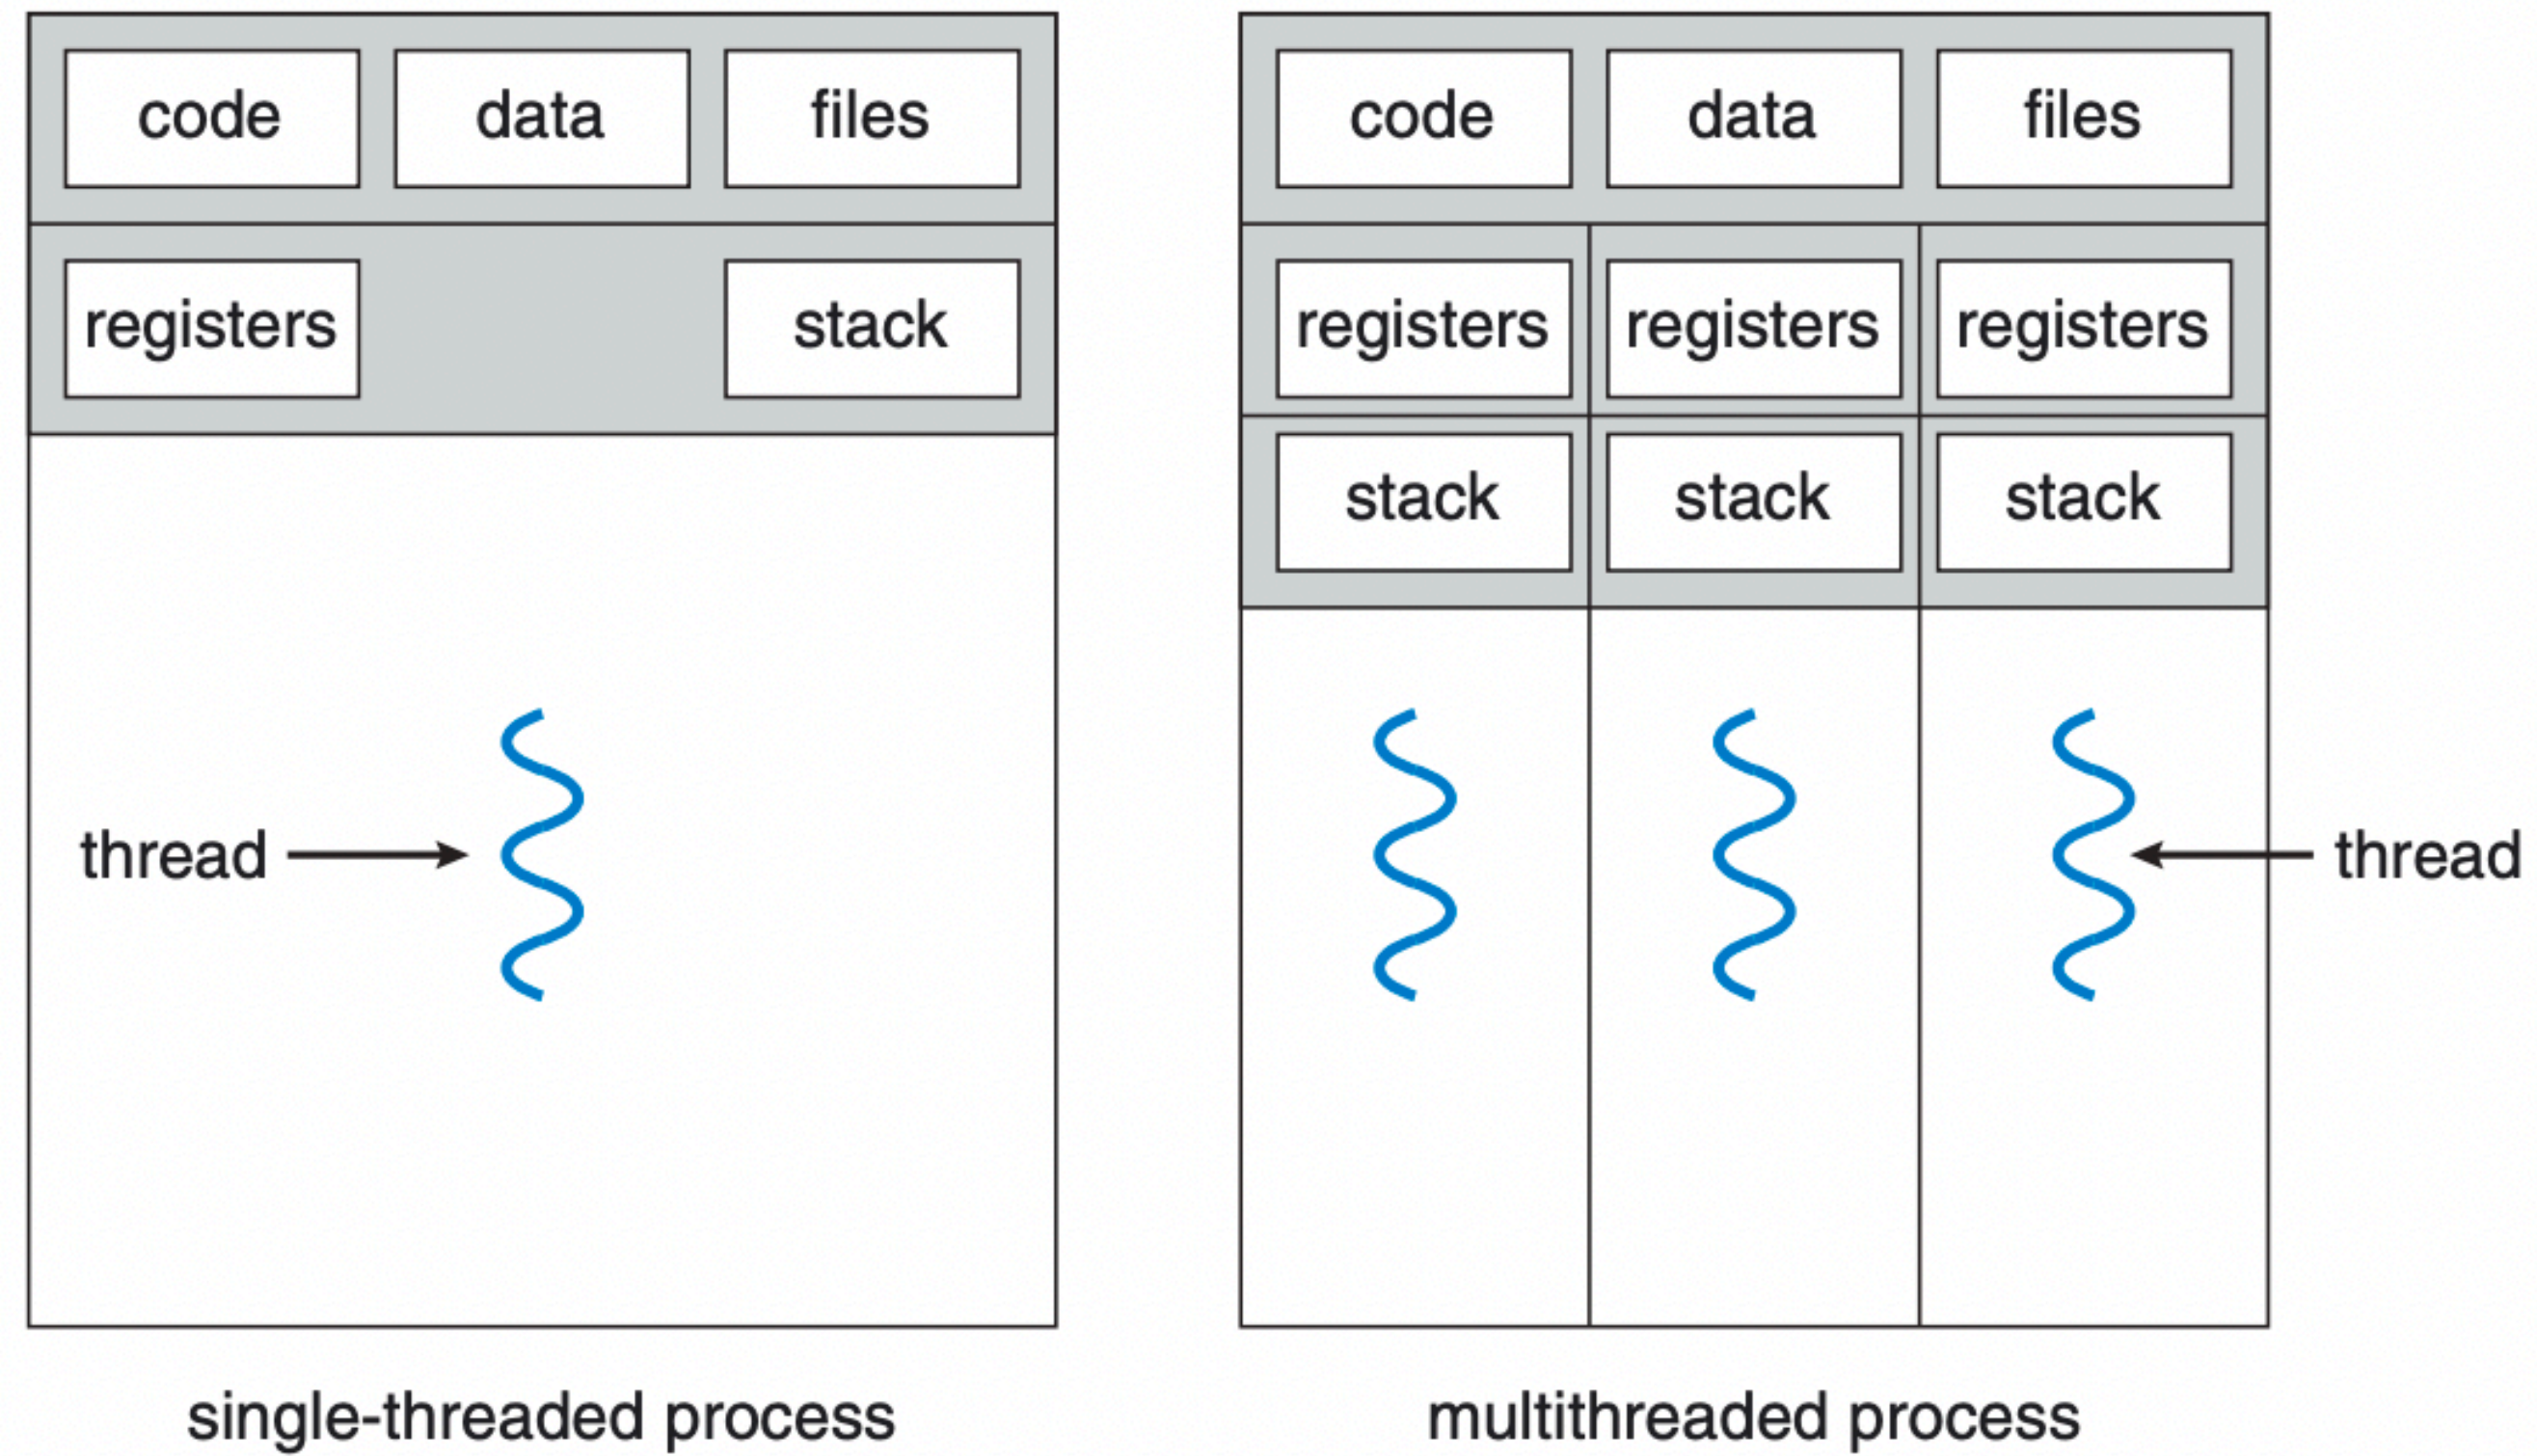 code data files
registers stack
thread
single-threaded process
code data files
registers registers registers
stack stack stack
thread
multithreaded process